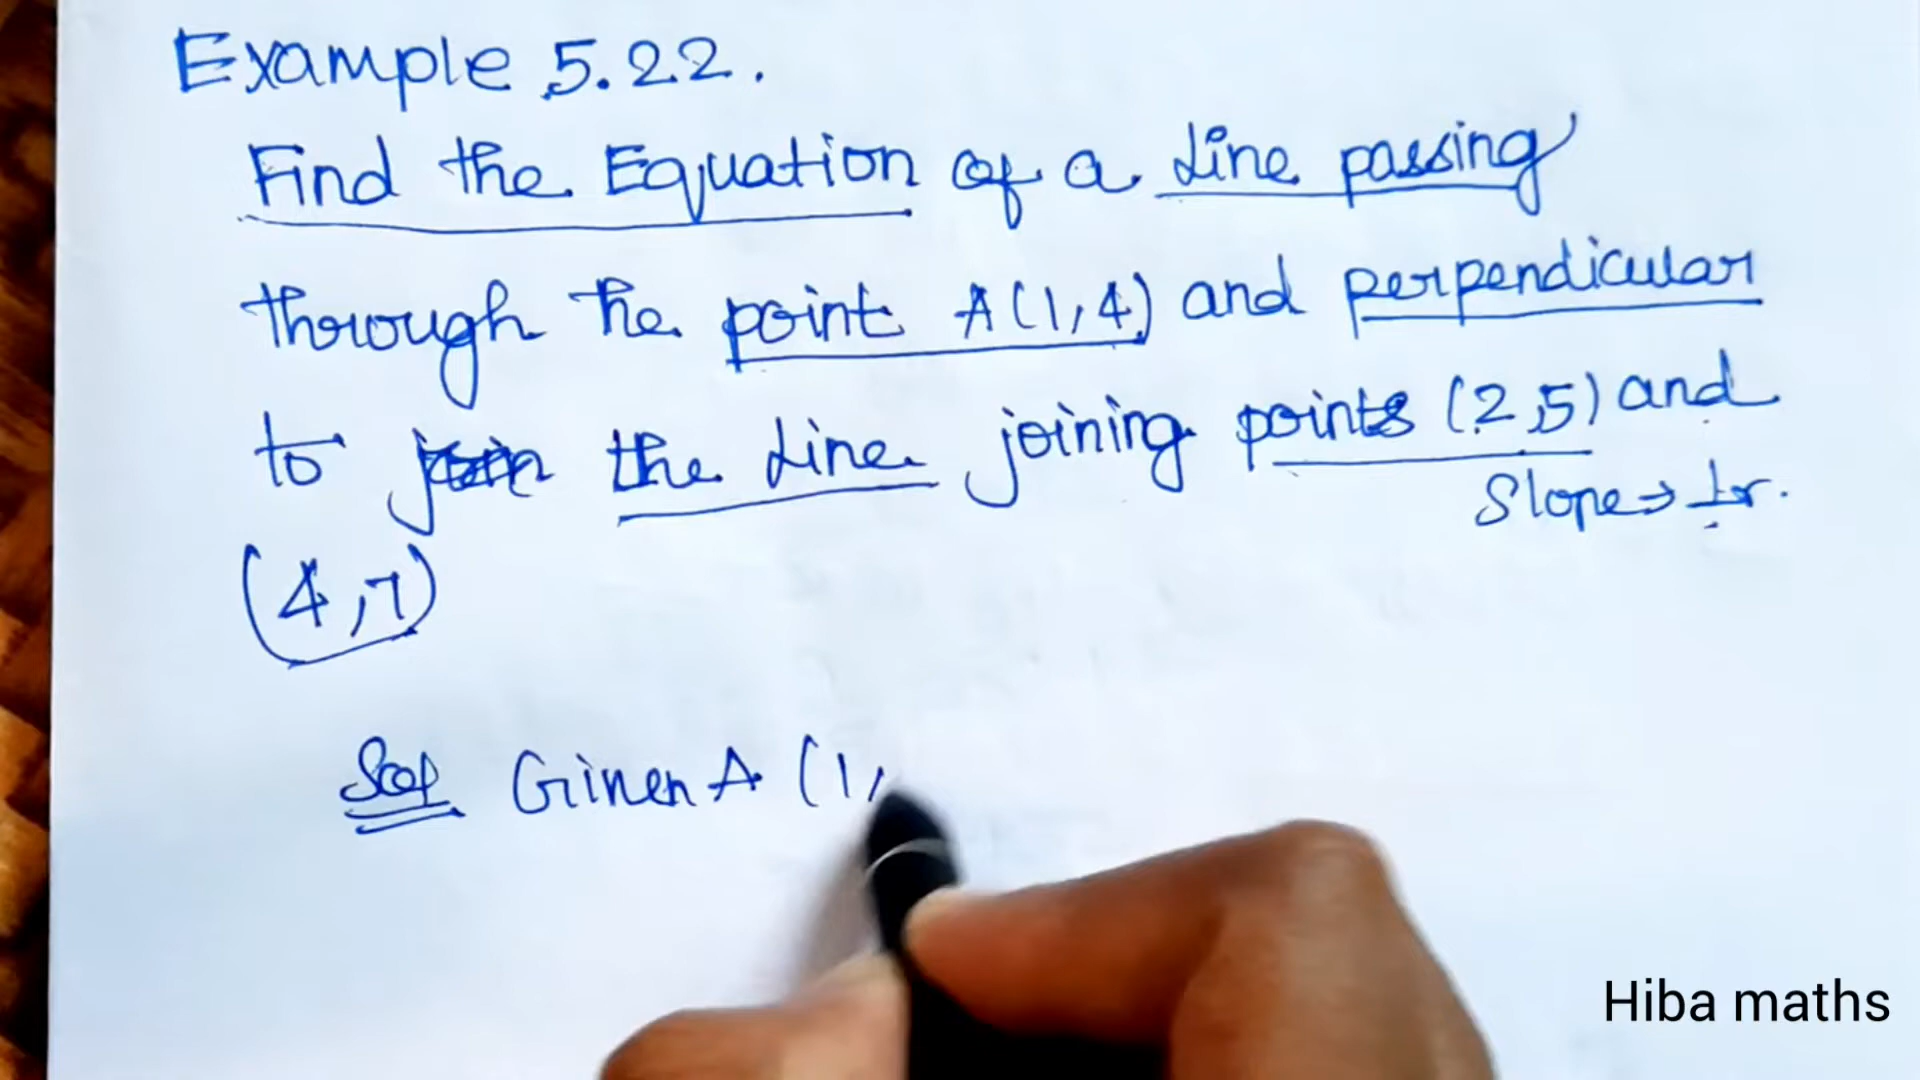 Example 5.22.
Find the Equation of a Line passing
through the point A(1,4) and perpendicular
to join the Line joining points (2,5) and
Slope → ⊥r.
(4,7)
Sol Given A (1,
Hiba maths